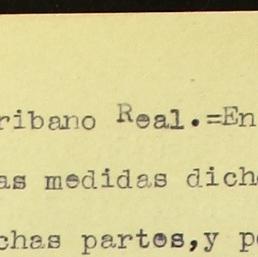 ribano Real.=En
as medidas dich
chas partes,y p